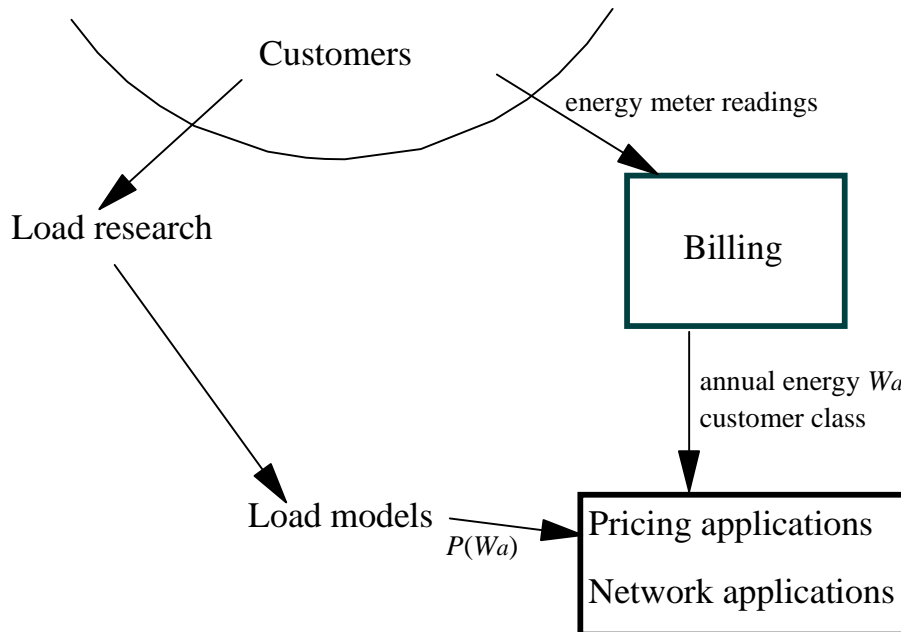 Customers
energy meter readings
Load research
Billing
annual energy Wa
customer class
Load models
P(Wa)
Pricing applications
Network applications